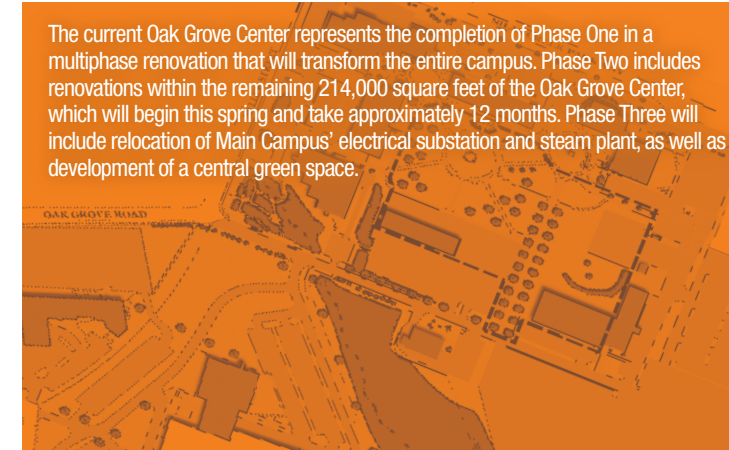 The current Oak Grove Center represents the completion of Phase One in a
multiphase renovation that will transform the entire campus. Phase Two includes
renovations within the remaining 214,000 square feet of the Oak Grove Center,
which will begin this spring and take approximately 12 months. Phase Three will
include relocation of Main Campus’ electrical substation and steam plant, as well as
development of a central green space.
OAK GROVE ROAD